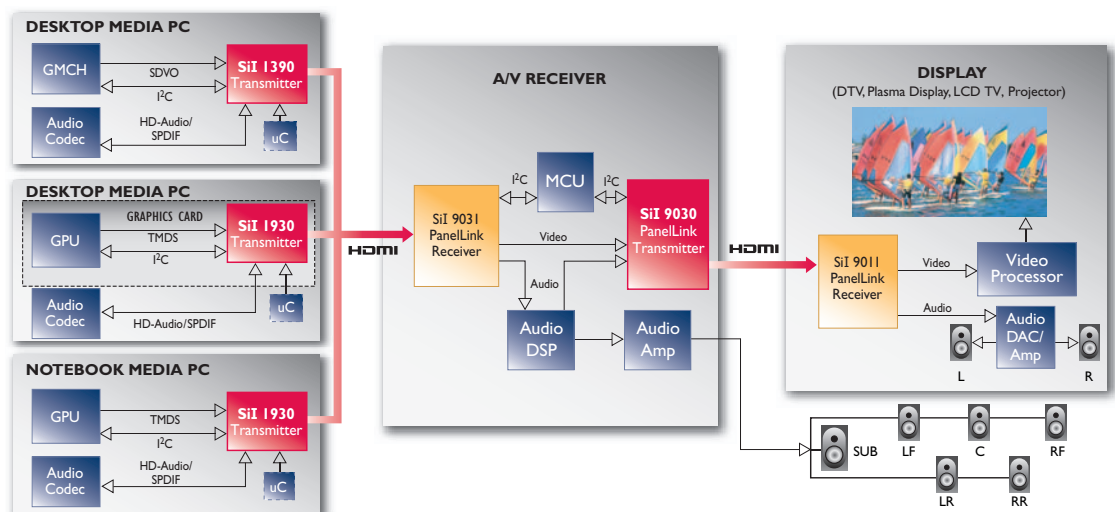 DESKTOP MEDIA PC
GMCH
SDVO
I²C
SiI 1390
Transmitter
Audio
Codec
HD-Audio/
SPDIF
uC
DESKTOP MEDIA PC
GRAPHICS CARD
GPU
TMDS
I²C
SiI 1930
Transmitter
Audio
Codec
HD-Audio/SPDIF
uC
NOTEBOOK MEDIA PC
GPU
TMDS
I²C
SiI 1930
Transmitter
Audio
Codec
HD-Audio/
SPDIF
uC
HDMI
A/V RECEIVER
SiI 9031
PanelLink
Receiver
I²C
MCU
I²C
SiI 9030
PanelLink
Transmitter
Video
Audio
Audio
DSP
Audio
Amp
HDMI
DISPLAY
(DTV, Plasma Display, LCD TV, Projector)
SiI 9011
PanelLink
Receiver
Video
Video
Processor
Audio
Audio
DAC/
Amp
L
R
SUB
LF
C
RF
LR
RR